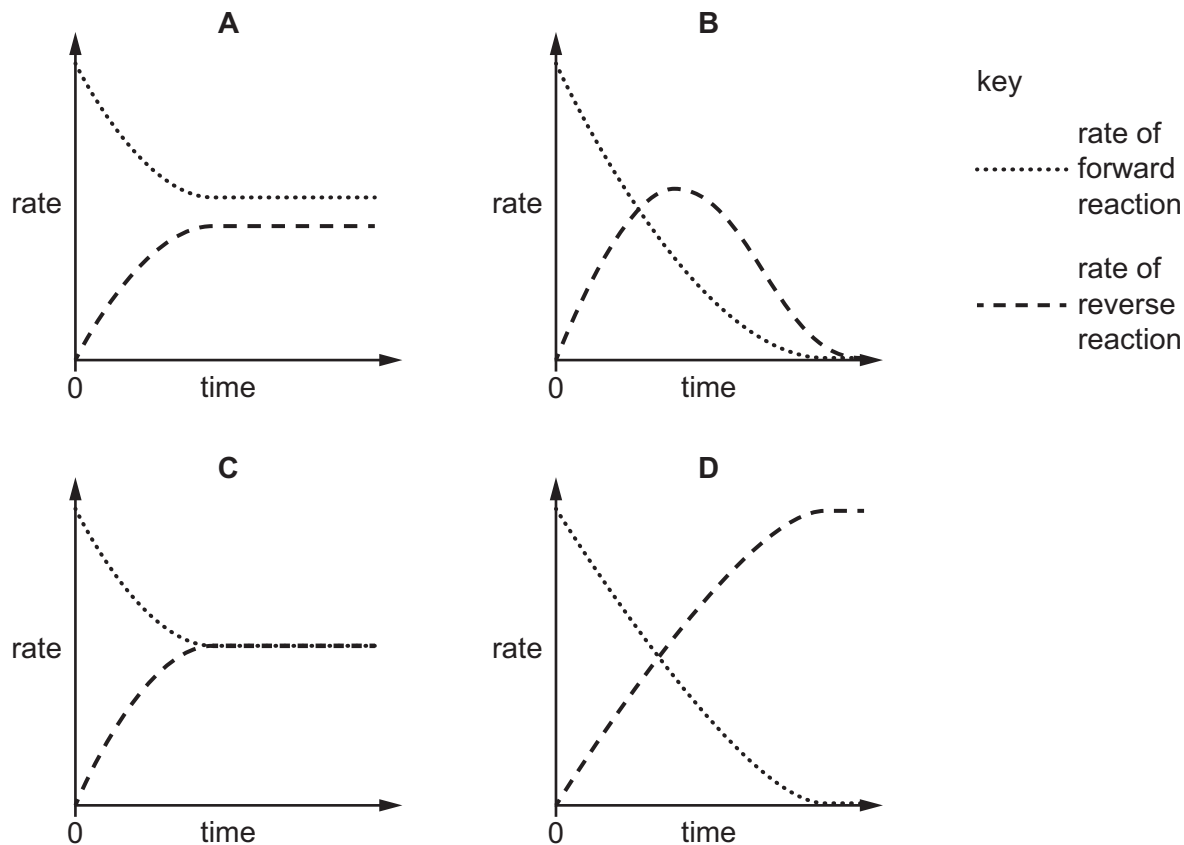 A
rate
0
time
B
rate
0
time
key
rate of
forward
reaction
rate of
reverse
reaction
C
rate
0
time
D
rate
0
time